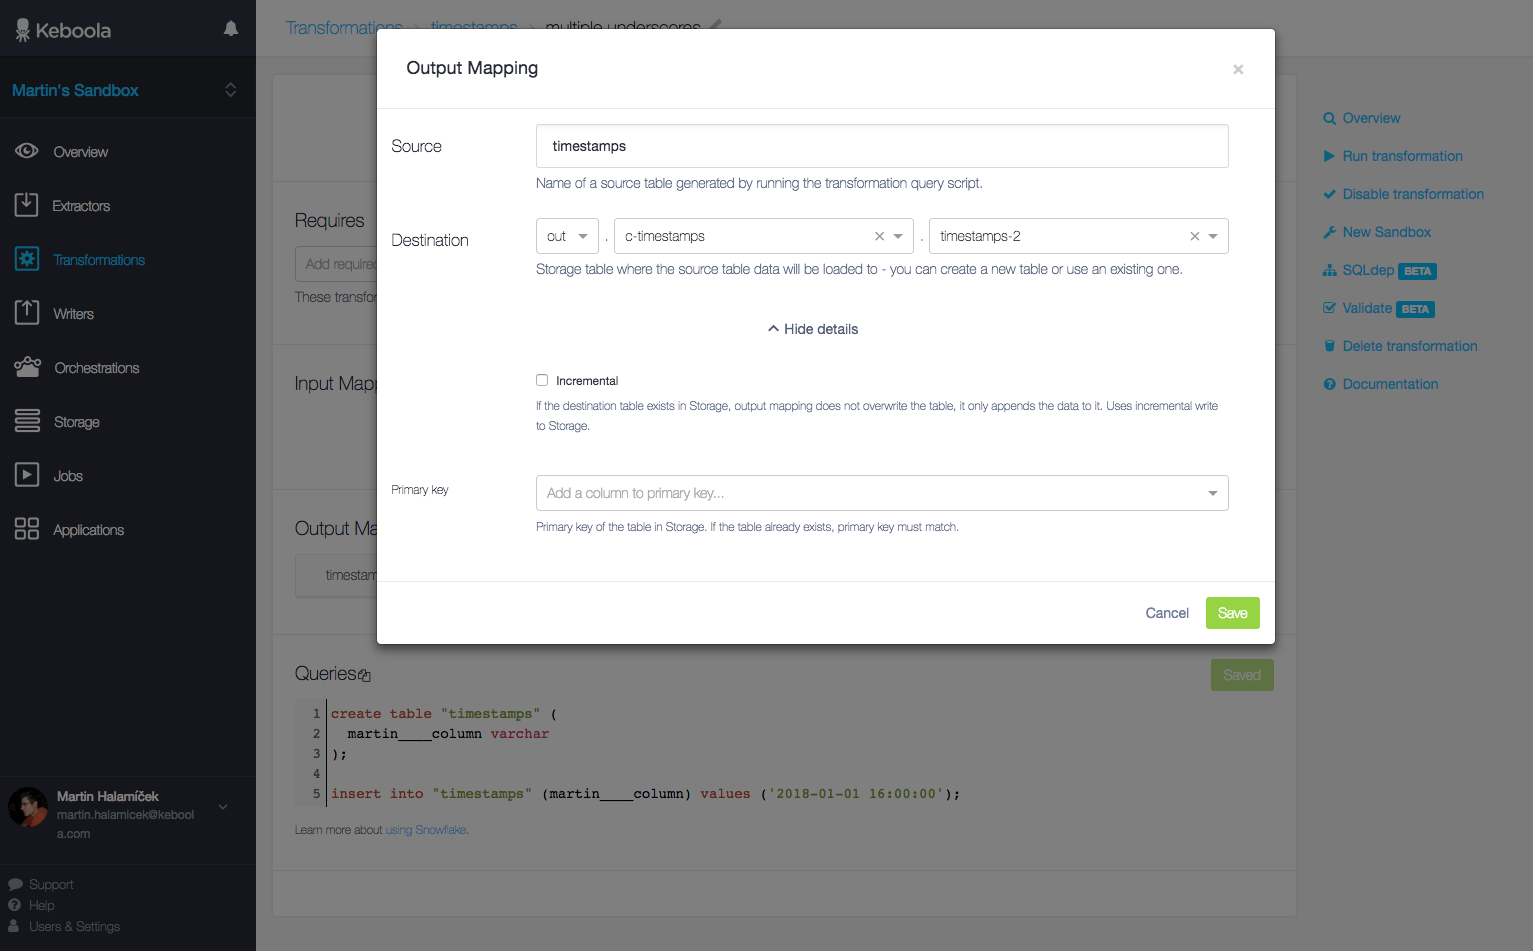 Keboola
Martin's Sandbox
Overview
Extractors
Transformations
Writers
Orchestrations
Storage
Jobs
Applications
Martin Halamíček
martin.halamicek@kebool
a.com
Support
Help
Users & Settings
Transformations timestamps multiple underscores
Output Mapping
Source timestamps
Name of a source table generated by running the transformation query script.
Destination out . c-timestamps . timestamps-2
Storage table where the source table data will be loaded to - you can create a new table or use an existing one.
Hide details
Incremental
If the destination table exists in Storage, output mapping does not overwrite the table, it only appends the data to it. Uses incremental write
to Storage.
Primary key Add a column to primary key...
Primary key of the table in Storage. If the table already exists, primary key must match.
Cancel Save
Requires
Add require
These transfor
Input Map
Output Ma
timestam
Queries Saved
1 create table "timestamps" (
2 martin____column varchar
3 );
4
5 insert into "timestamps" (martin____column) values ('2018-01-01 16:00:00');
Learn more about using Snowflake.
Overview
Run transformation
Disable transformation
New Sandbox
SQLdep BETA
Validate BETA
Delete transformation
Documentation